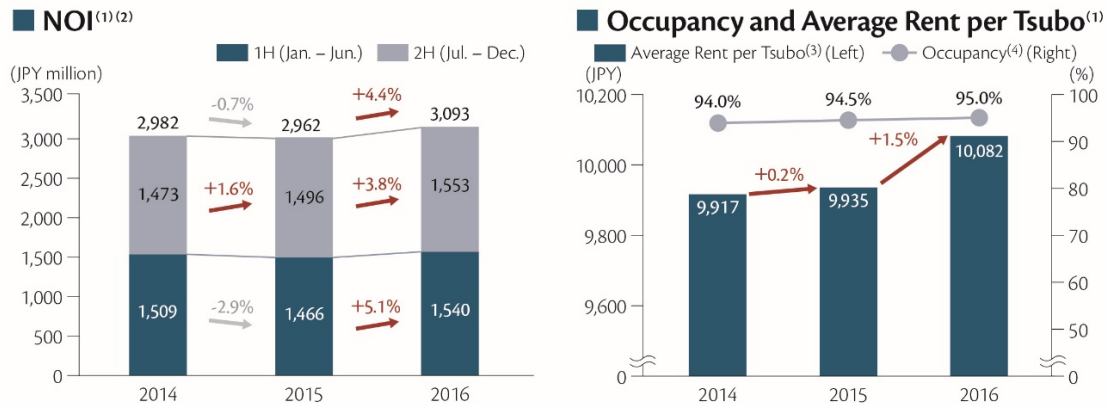 NOI(1)(2)
1H (Jan. – Jun.) 2H (Jul. – Dec.)
(JPY million)
3,500
3,000
2,500
2,000
1,500
1,000
500
0
2,982 -0.7% 2,962 +4.4% 3,093
1,473 +1.6% 1,496 +3.8% 1,553
1,509 -2.9% 1,466 +5.1% 1,540
2014 2015 2016
Occupancy and Average Rent per Tsubo(1)
Average Rent per Tsubo(3) (Left) Occupancy(4) (Right)
(JPY) (%)
10,200
10,000
9,800
9,600
0
94.0% 94.5% 95.0%
+0.2% +1.5%
9,917 9,935 10,082
100
90
80
70
60
50
0
2014 2015 2016